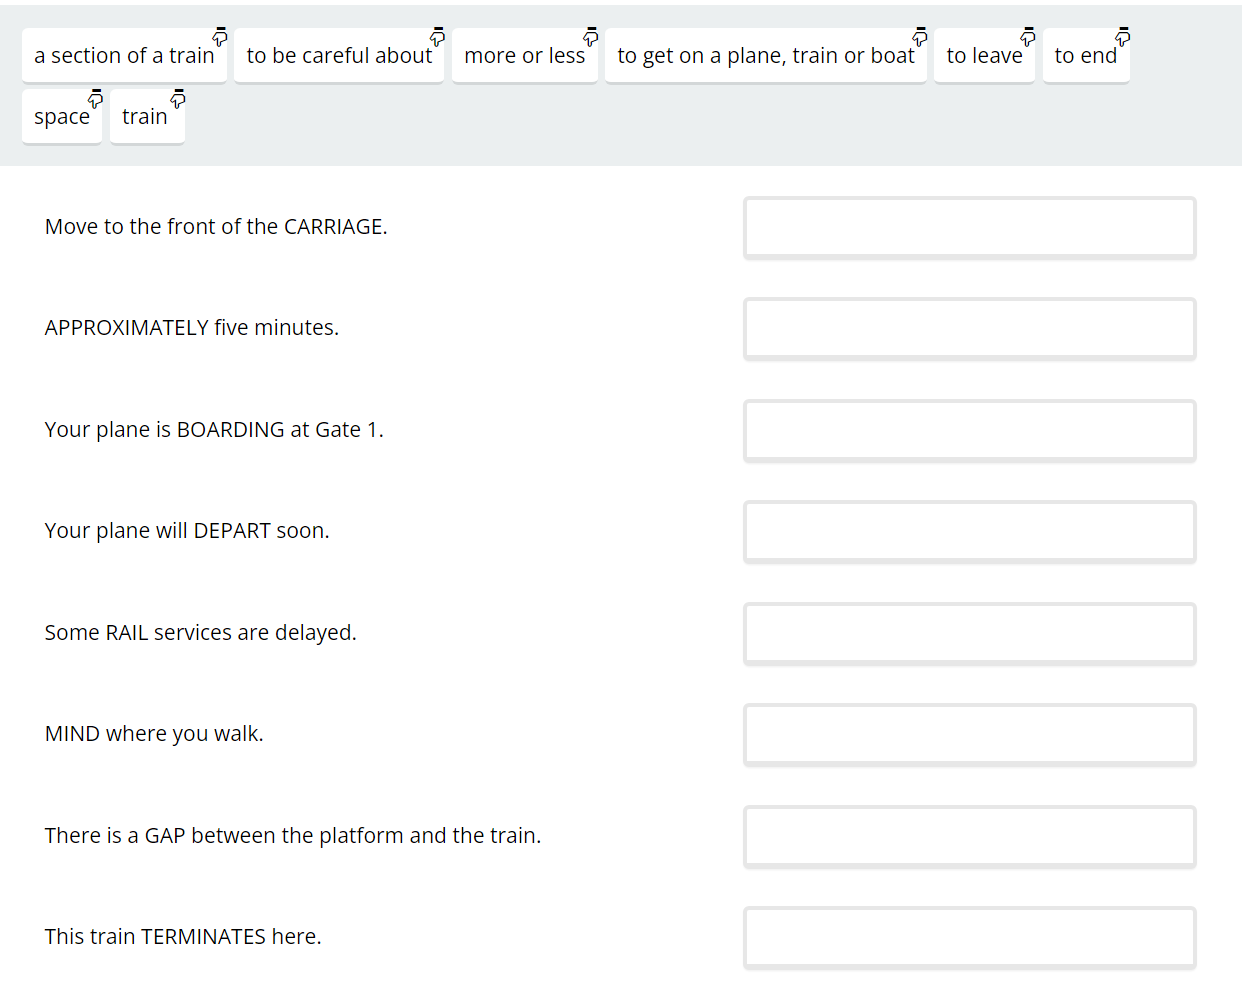 a section of a train to be careful about more or less to get on a plane, train or boat to leave to end
space train
Move to the front of the CARRIAGE.
APPROXIMATELY five minutes.
Your plane is BOARDING at Gate 1.
Your plane will DEPART soon.
Some RAIL services are delayed.
MIND where you walk.
There is a GAP between the platform and the train.
This train TERMINATES here.